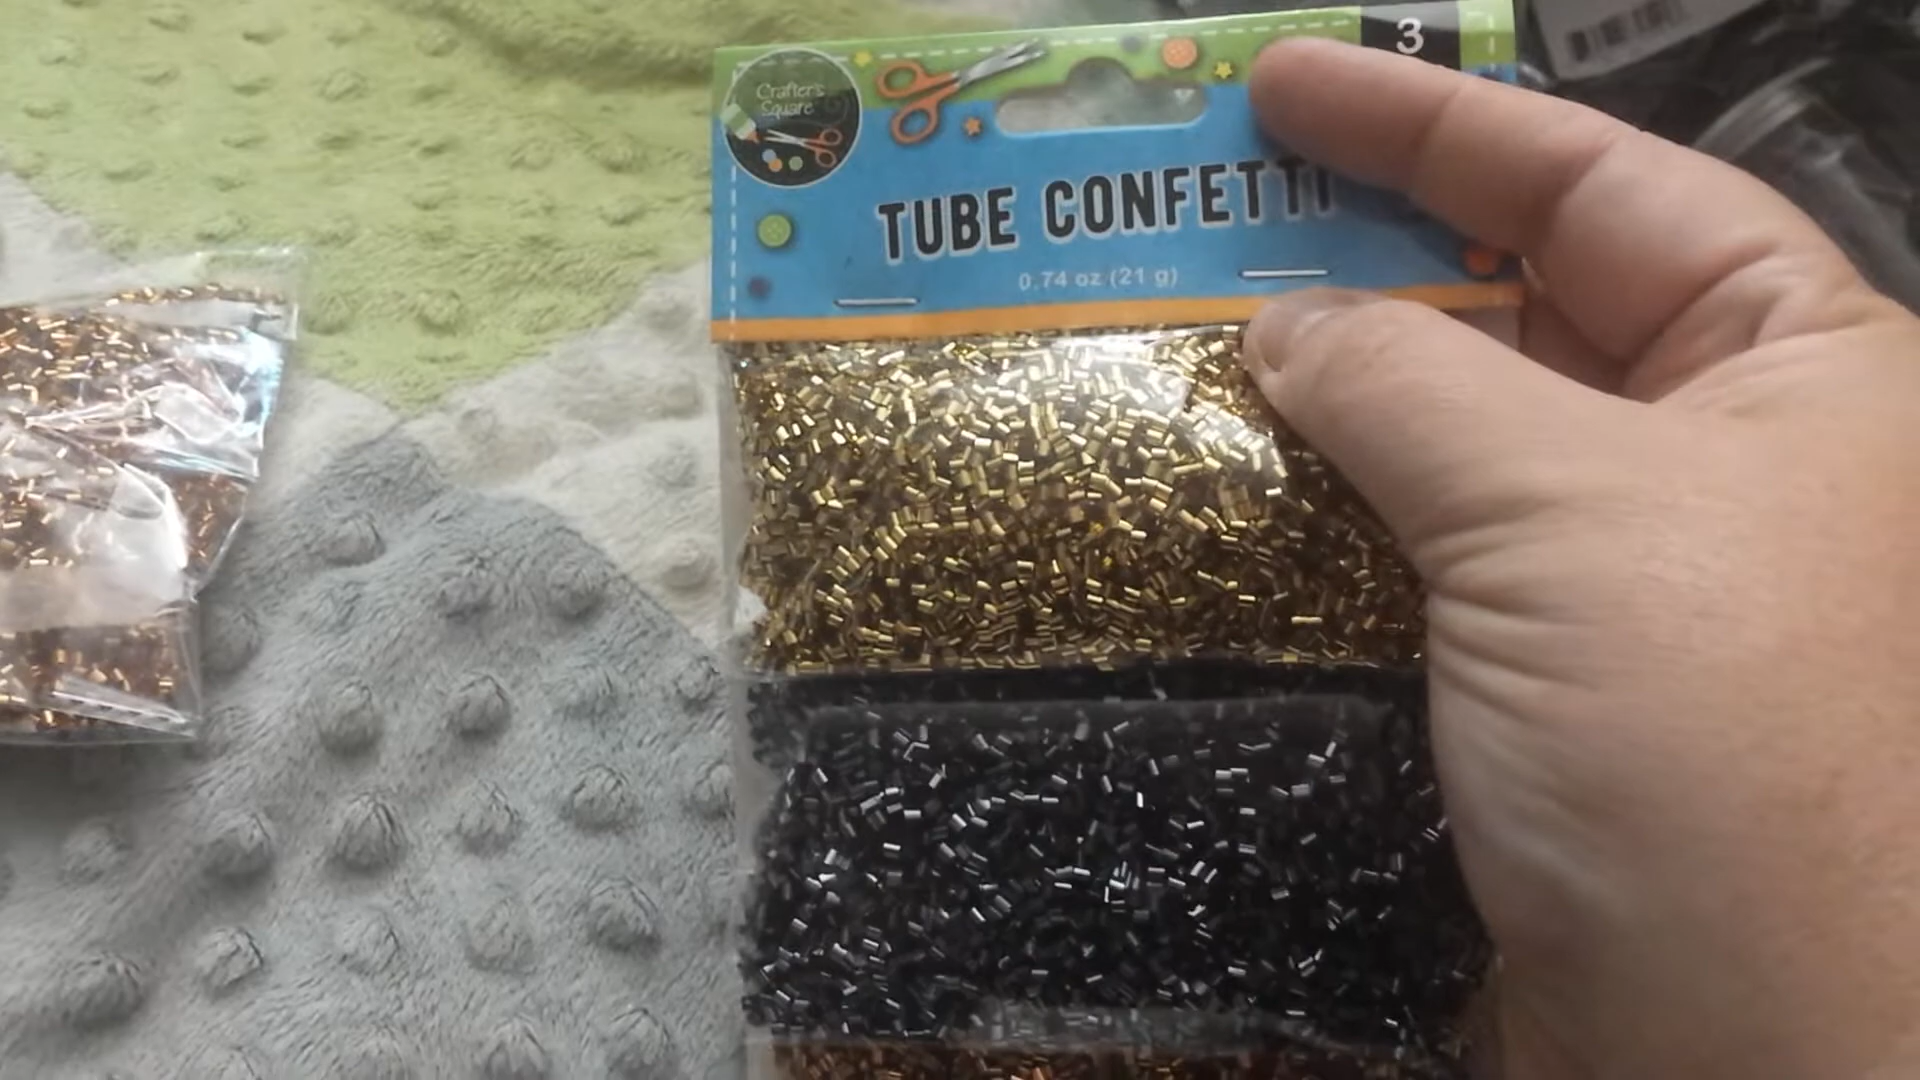 Crafter's
Square
3
TUBE CONFETTI
0.74 oz (21 g)